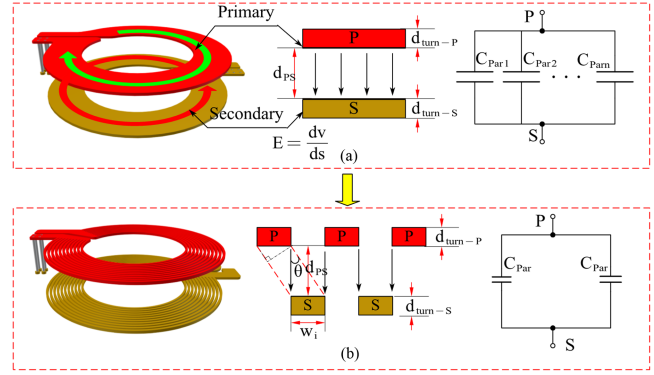 Primary
Secondary
P
S
d_turn-P
d_PS
d_turn-S
E = dv/ds
P
C_Par1
C_Par2
· · ·
C_Parn
S
(a)
P
P
P
d_turn-P
θ
d_PS
S
S
d_turn-S
w_i
P
C_Par
C_Par
S
(b)